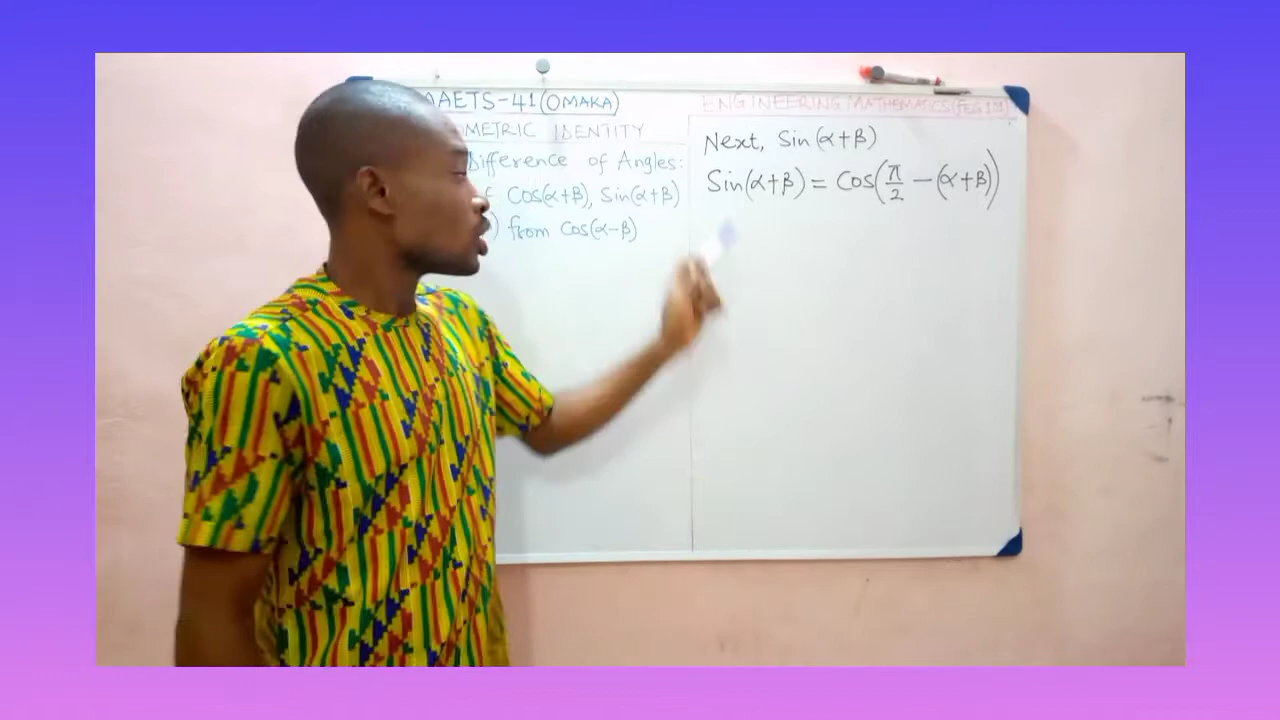 AAETS-41(OMAKA)
METRIC IDENTITY
Difference of Angles:
f Cos(α+β), Sin(α+β)
) from Cos(α-β)
ENGINEERING MATHEMATICS(FEG 101)
Next, Sin(α+β)
Sin(α+β) = Cos(π/2 - (α+β))